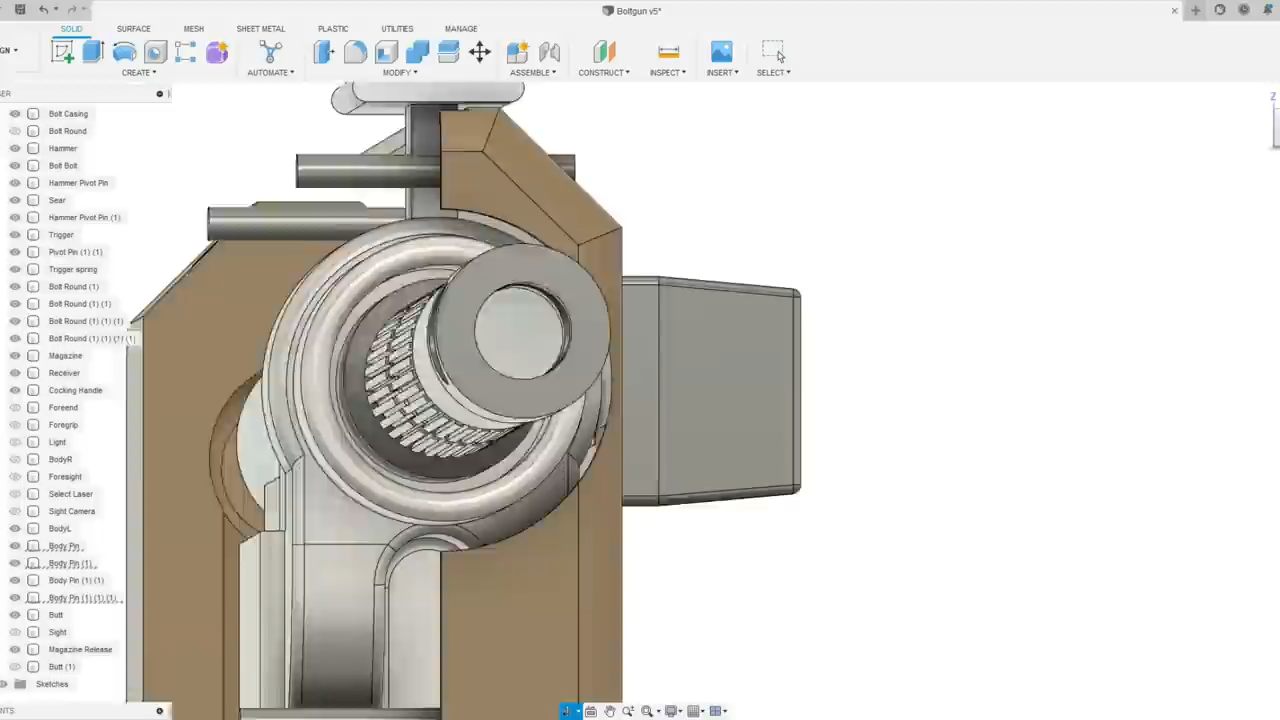 Boltgun v5*
SOLID SURFACE MESH SHEET METAL PLASTIC UTILITIES MANAGE
GN
CREATE AUTOMATE MODIFY ASSEMBLE CONSTRUCT INSPECT INSERT SELECT
SER
Z
Bolt Casing
Bolt Round
Hammer
Bolt Bolt
Hammer Pivot Pin
Sear
Hammer Pivot Pin (1)
Trigger
Pivot Pin (1) (1)
Trigger spring
Bolt Round (1)
Bolt Round (1) (1)
Bolt Round (1) (1) (1)
Bolt Round (1) (1) (1) (1)
Magazine
Receiver
Cocking Handle
Foreend
Foregrip
Light
BodyR
Foresight
Select Laser
Sight Camera
BodyL
Body Pin
Body Pin (1)
Body Pin (1) (1)
Body Pin (1) (1) (1)
Butt
Sight
Magazine Release
Butt (1)
Sketches
NTS